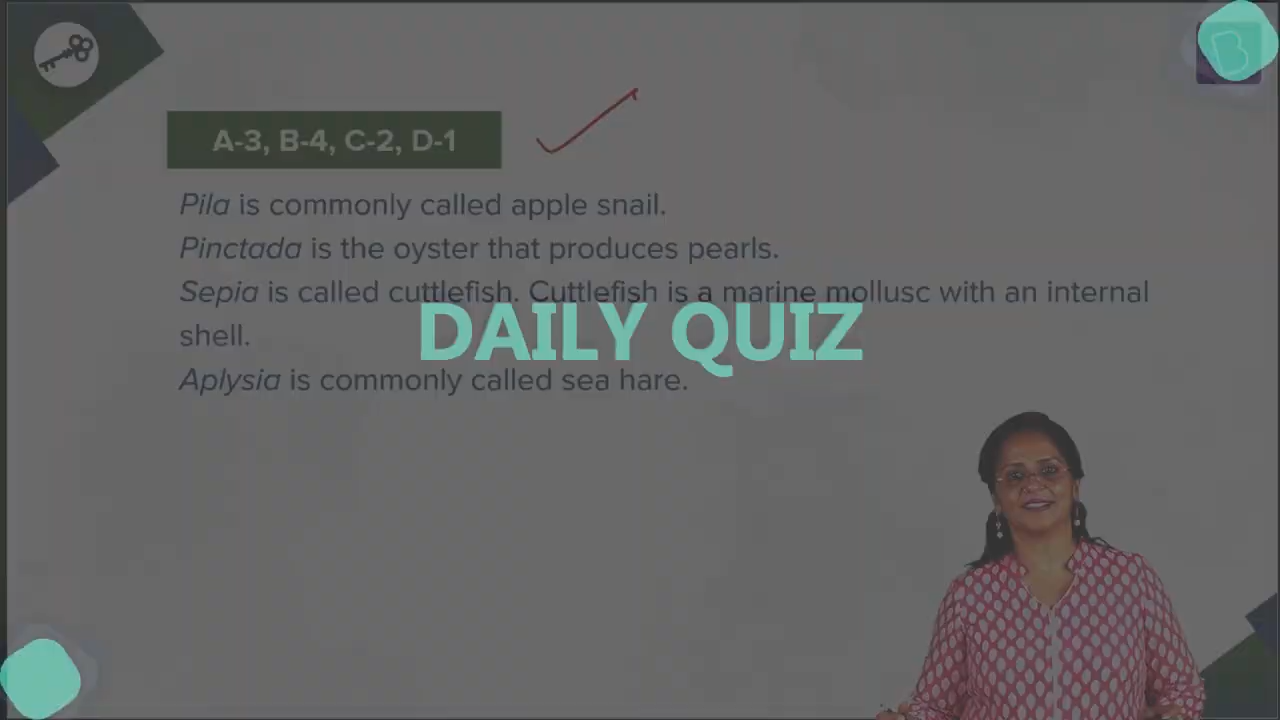 A-3, B-4, C-2, D-1
Pila is commonly called apple snail.
Pinctada is the oyster that produces pearls.
Sepia is called cuttlefish. Cuttlefish is a marine mollusc with an internal
shell.
DAILY QUIZ
Aplysia is commonly called sea hare.